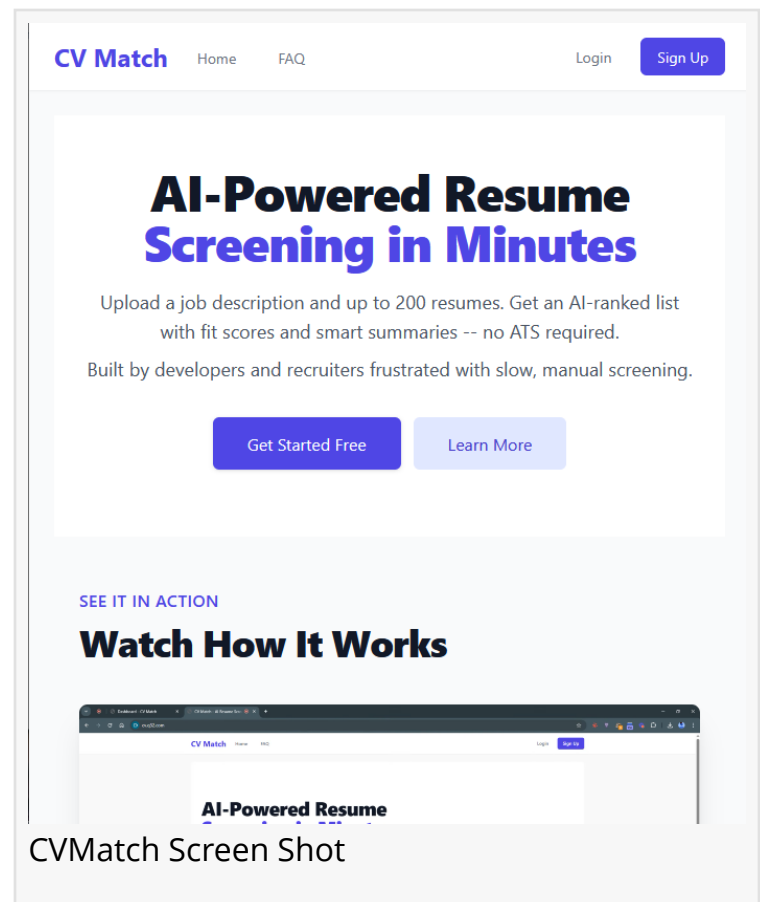 CV Match Home FAQ Login Sign Up
AI-Powered Resume
Screening in Minutes
Upload a job description and up to 200 resumes. Get an AI-ranked list
with fit scores and smart summaries -- no ATS required.
Built by developers and recruiters frustrated with slow, manual screening.
Get Started Free Learn More
SEE IT IN ACTION
Watch How It Works
Dashboard - CV Match
CV Match Home FAQ Login Sign Up
AI-Powered Resume
CVMatch Screen Shot